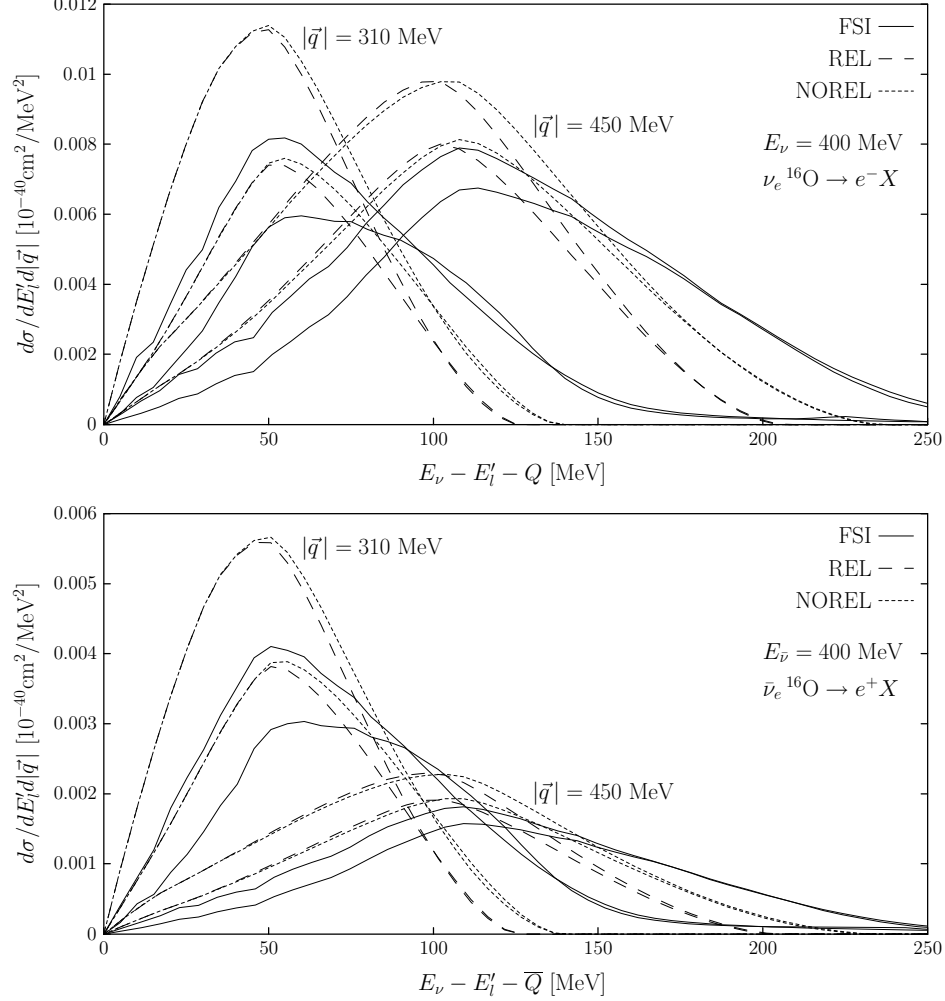 0.012
0.01
0.008
0.006
0.004
0.002
0
dσ/dE′_l d|q⃗| [10⁻⁴⁰cm²/MeV²]
|q⃗| = 310 MeV
|q⃗| = 450 MeV
FSI
REL
NOREL
E_ν = 400 MeV
ν_e ¹⁶O → e⁻X
0 50 100 150 200 250
E_ν − E′_l − Q [MeV]
0.006
0.005
0.004
0.003
0.002
0.001
0
dσ/dE′_l d|q⃗| [10⁻⁴⁰cm²/MeV²]
|q⃗| = 310 MeV
|q⃗| = 450 MeV
FSI
REL
NOREL
E_ν̄ = 400 MeV
ν̄_e ¹⁶O → e⁺X
0 50 100 150 200 250
E_ν − E′_l − Q̅ [MeV]